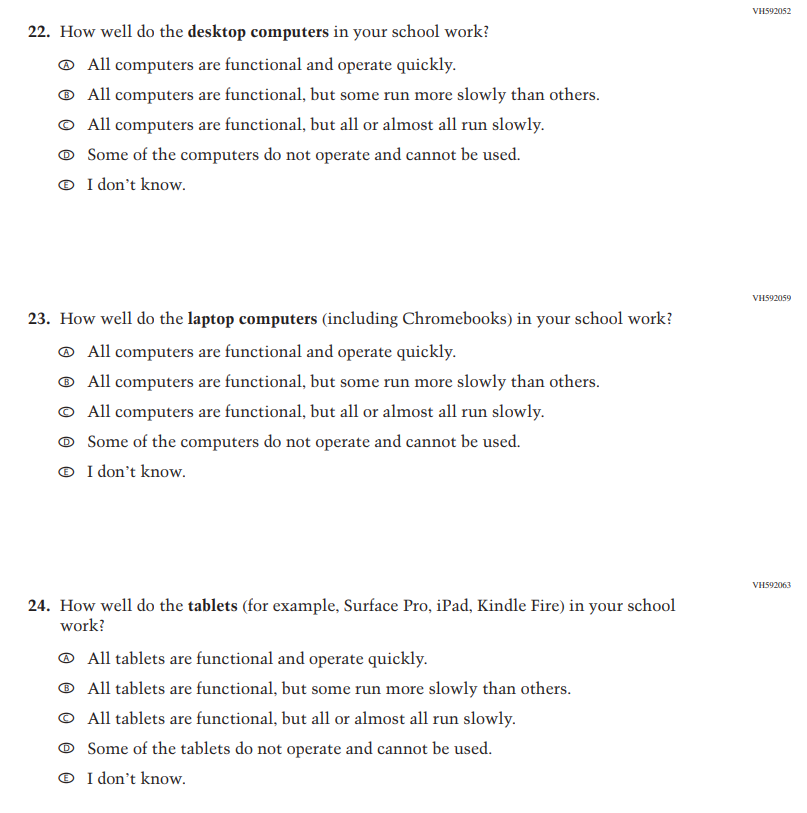 VH592052
22. How well do the desktop computers in your school work?
Ⓐ All computers are functional and operate quickly.
Ⓑ All computers are functional, but some run more slowly than others.
Ⓒ All computers are functional, but all or almost all run slowly.
Ⓓ Some of the computers do not operate and cannot be used.
Ⓔ I don’t know.
VH592059
23. How well do the laptop computers (including Chromebooks) in your school work?
Ⓐ All computers are functional and operate quickly.
Ⓑ All computers are functional, but some run more slowly than others.
Ⓒ All computers are functional, but all or almost all run slowly.
Ⓓ Some of the computers do not operate and cannot be used.
Ⓔ I don’t know.
VH592063
24. How well do the tablets (for example, Surface Pro, iPad, Kindle Fire) in your school
work?
Ⓐ All tablets are functional and operate quickly.
Ⓑ All tablets are functional, but some run more slowly than others.
Ⓒ All tablets are functional, but all or almost all run slowly.
Ⓓ Some of the tablets do not operate and cannot be used.
Ⓔ I don’t know.